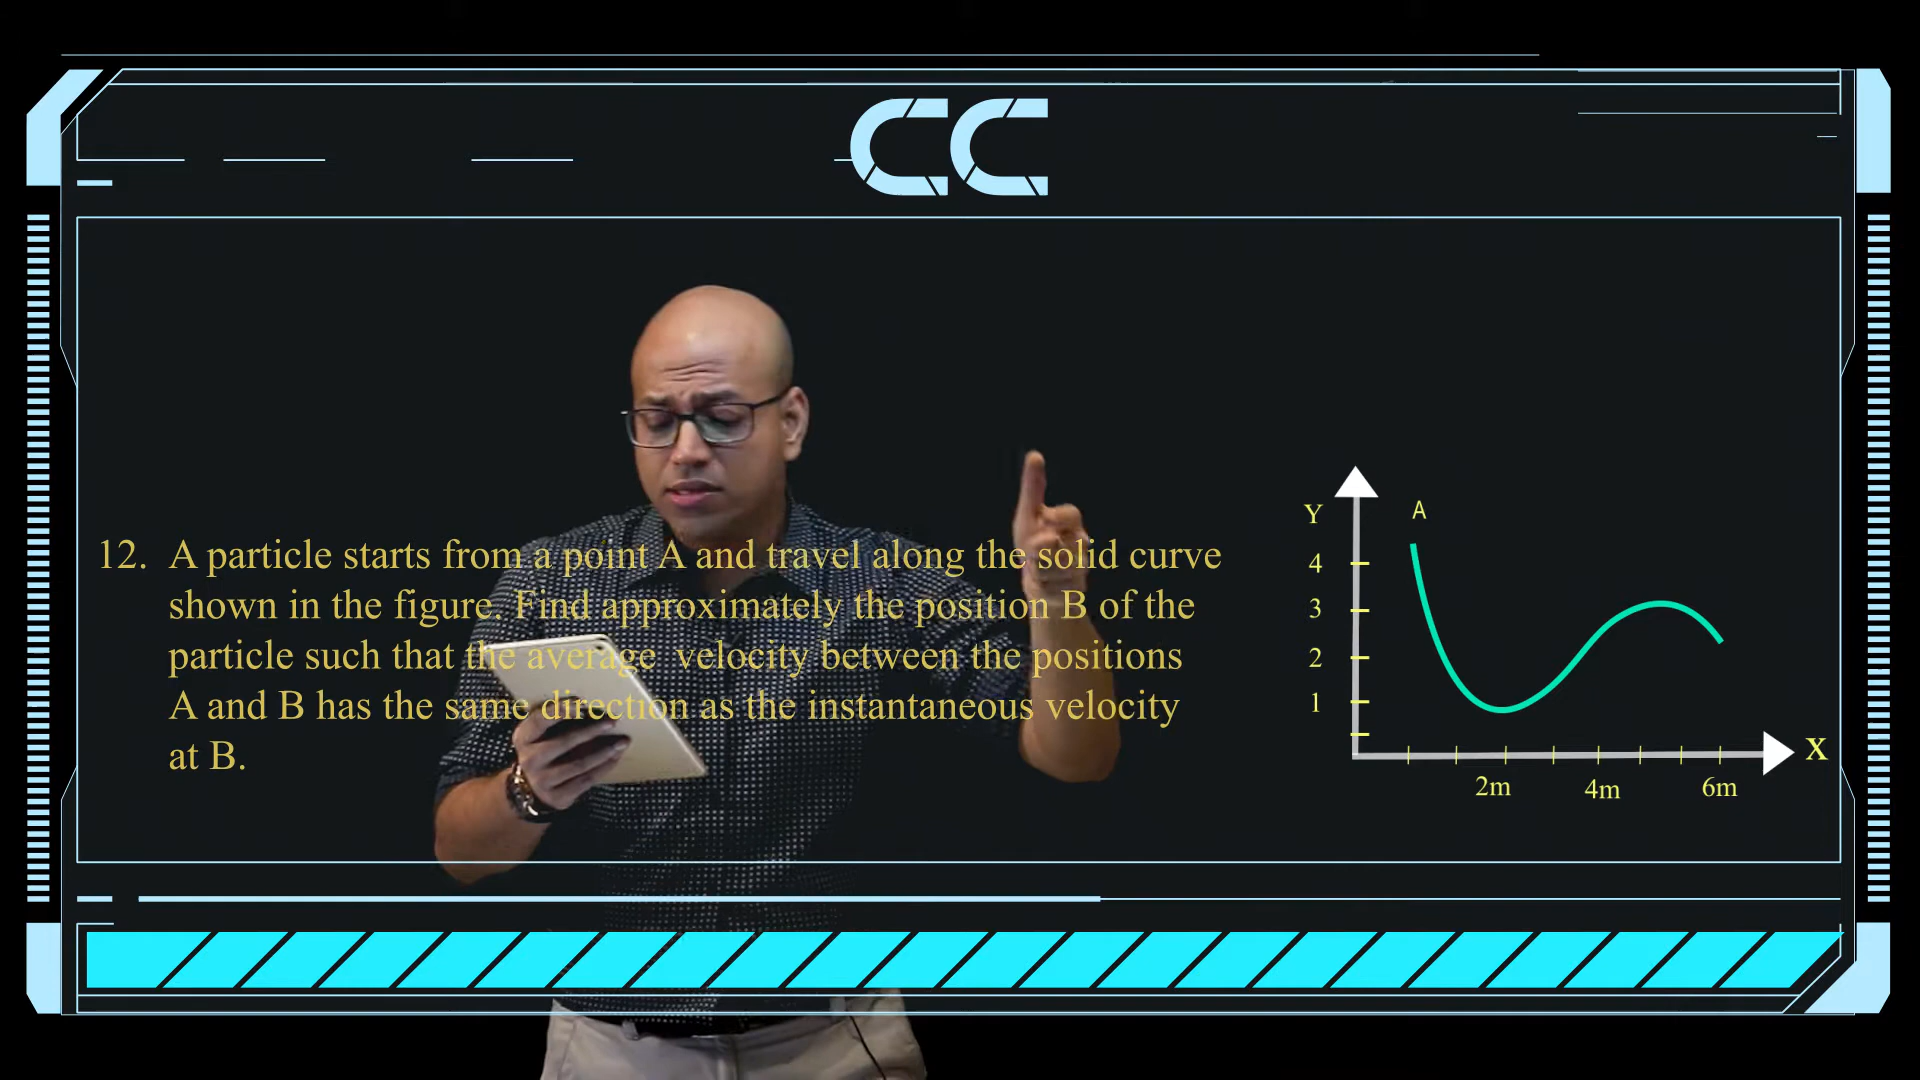 CC
12. A particle starts from a point A and travel along the solid curve
shown in the figure. Find approximately the position B of the
particle such that the average velocity between the positions
A and B has the same direction as the instantaneous velocity
at B.
Y
A
4
3
2
1
X
2m 4m 6m